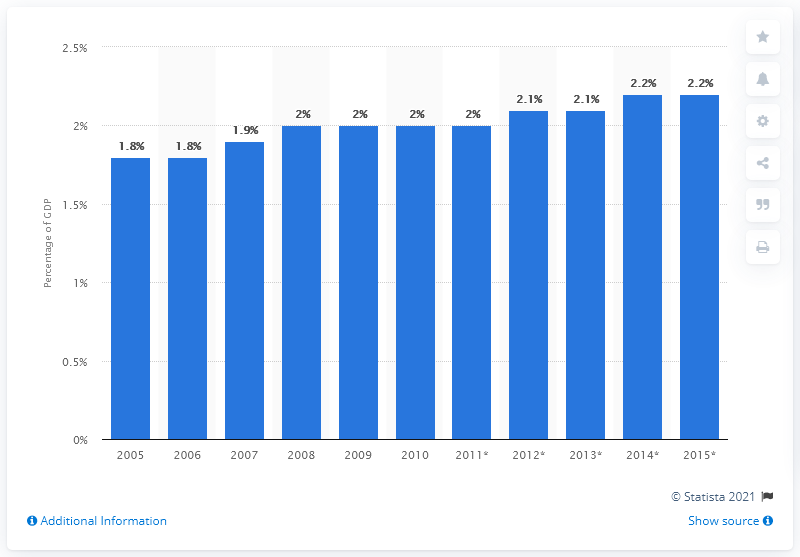 2.5%
2%
1.5%
1%
0.5%
0%
Percentage of GDP
1.8% 1.8% 1.9% 2% 2% 2% 2% 2.1% 2.1% 2.2% 2.2%
2005 2006 2007 2008 2009 2010 2011* 2012* 2013* 2014* 2015*
© Statista 2021
Additional Information
Show source